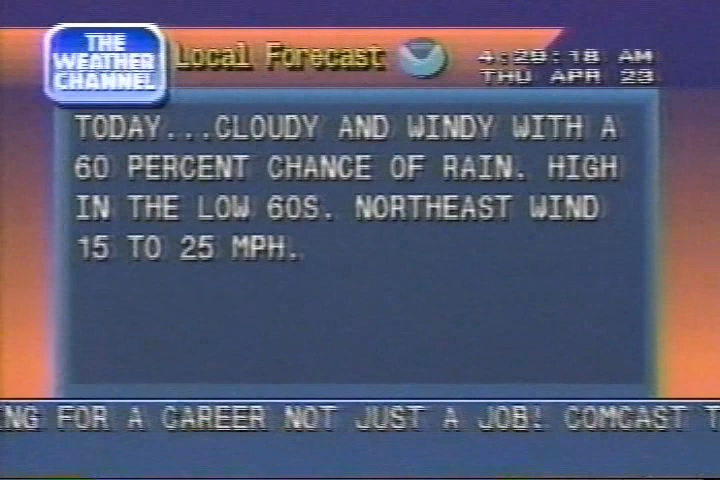 THE
WEATHER
CHANNEL
Local Forecast
4:29:18 AM
THU APR 23
TODAY...CLOUDY AND WINDY WITH A
60 PERCENT CHANCE OF RAIN. HIGH
IN THE LOW 60S. NORTHEAST WIND
15 TO 25 MPH.
NG FOR A CAREER NOT JUST A JOB! COMCAST T